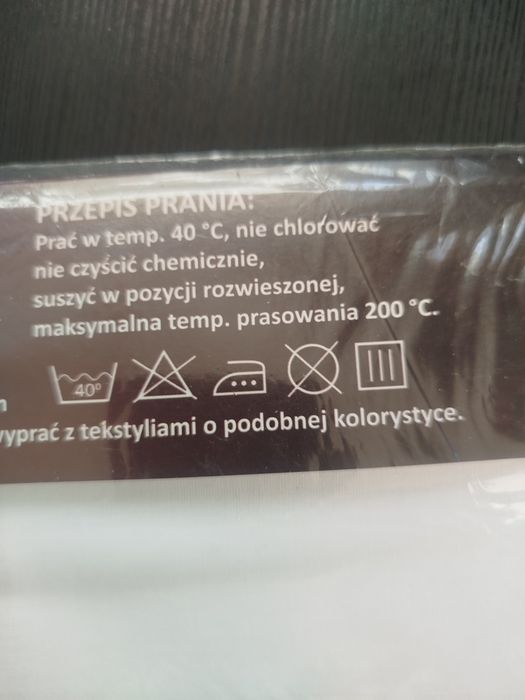 PRZEPIS PRANIA:
Prać w temp. 40 °C, nie chlorować
nie czyścić chemicznie,
suszyć w pozycji rozwieszonej,
maksymalna temp. prasowania 200 °C.
40°
wyprać z tekstyliami o podobnej kolorystyce.